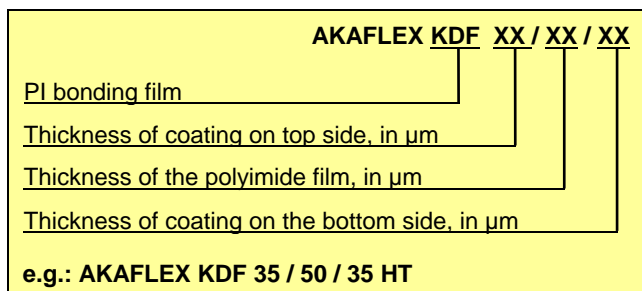 AKAFLEX KDF XX / XX / XX
PI bonding film
Thickness of coating on top side, in µm
Thickness of the polyimide film, in µm
Thickness of coating on the bottom side, in µm
e.g.: AKAFLEX KDF 35 / 50 / 35 HT